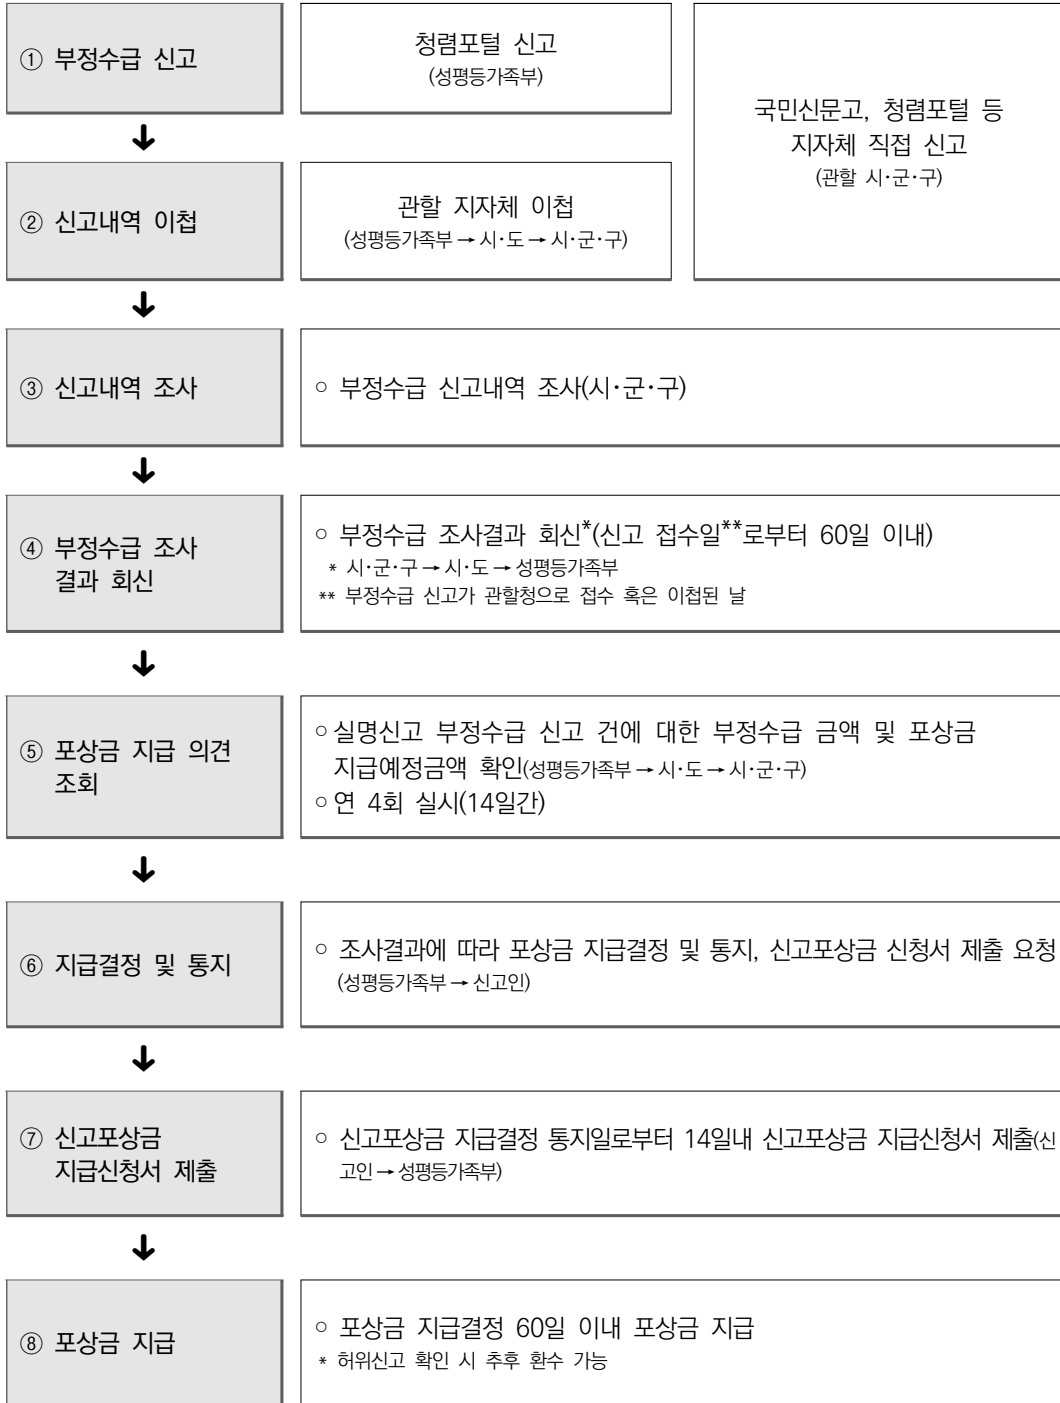 ① 부정수급 신고
청렴포털 신고
(성평등가족부)
국민신문고, 청렴포털 등
지자체 직접 신고
(관할 시·군·구)
② 신고내역 이첩
관할 지자체 이첩
(성평등가족부 → 시·도 → 시·군·구)
③ 신고내역 조사
○ 부정수급 신고내역 조사(시·군·구)
④ 부정수급 조사
결과 회신
○ 부정수급 조사결과 회신*(신고 접수일**로부터 60일 이내)
* 시·군·구 → 시·도 → 성평등가족부
** 부정수급 신고가 관할청으로 접수 혹은 이첩된 날
⑤ 포상금 지급 의견
조회
○ 실명신고 부정수급 신고 건에 대한 부정수급 금액 및 포상금
지급예정금액 확인(성평등가족부 → 시·도 → 시·군·구)
○ 연 4회 실시(14일간)
⑥ 지급결정 및 통지
○ 조사결과에 따라 포상금 지급결정 및 통지, 신고포상금 신청서 제출 요청
(성평등가족부 → 신고인)
⑦ 신고포상금
지급신청서 제출
○ 신고포상금 지급결정 통지일로부터 14일내 신고포상금 지급신청서 제출(신
고인 → 성평등가족부)
⑧ 포상금 지급
○ 포상금 지급결정 60일 이내 포상금 지급
* 허위신고 확인 시 추후 환수 가능